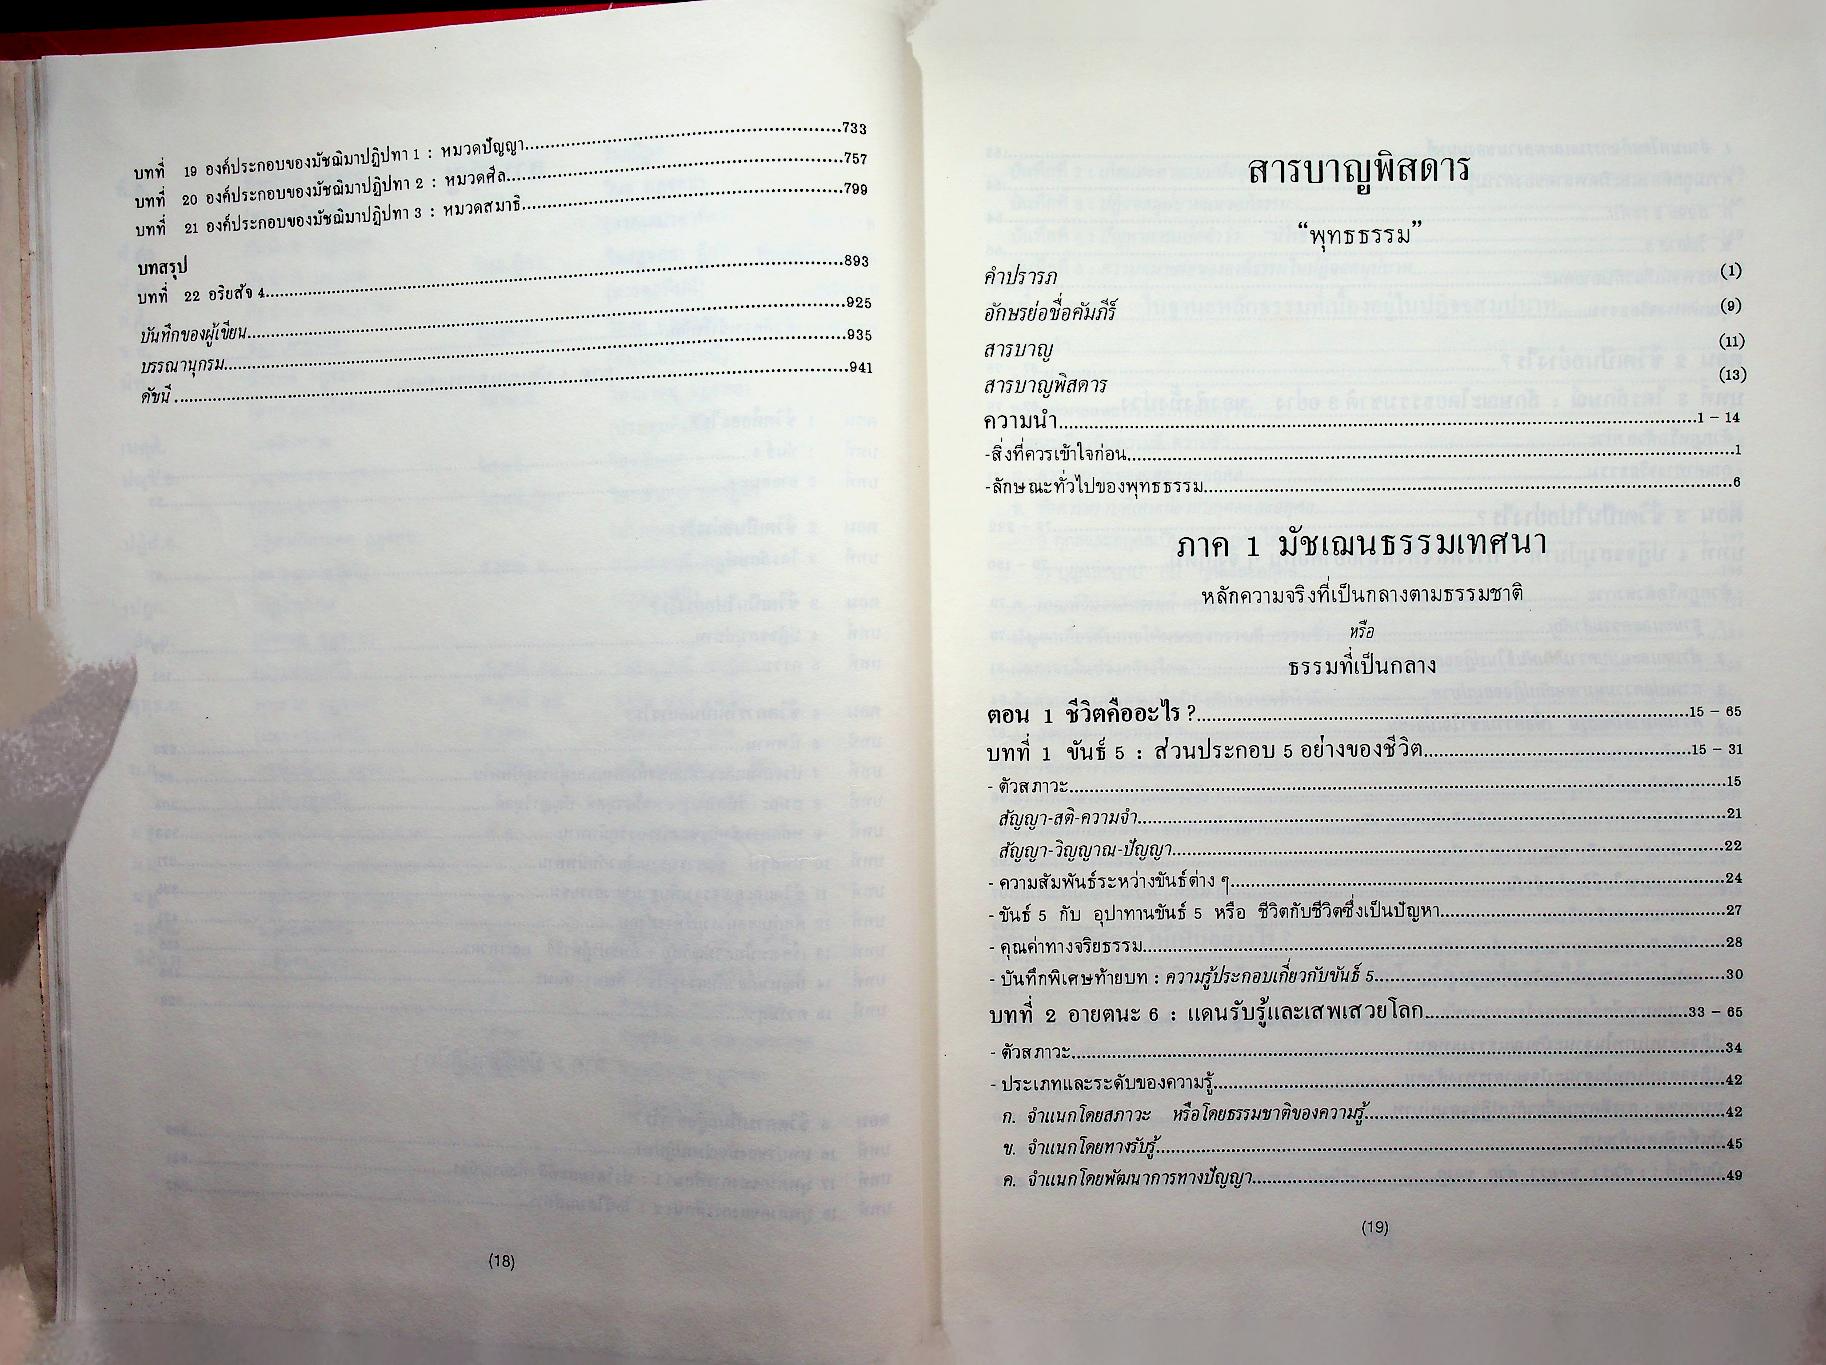 บทที่ 19 องค์ประกอบของมัชฌิมาปฏิปทา 1 : หมวดปัญญา........733
บทที่ 20 องค์ประกอบของมัชฌิมาปฏิปทา 2 : หมวดศีล........757
บทที่ 21 องค์ประกอบของมัชฌิมาปฏิปทา 3 : หมวดสมาธิ........799
บทสรุป
บทที่ 22 อริยสัจ 4........893
บันทึกของผู้เขียน........925
บรรณานุกรม........935
ดัชนี........941
(18)
สารบาญพิสดาร
“พุทธธรรม”
คำปรารภ (1)
อักษรย่อชื่อคัมภีร์ (9)
สารบาญ (11)
สารบาญพิสดาร (13)
ความนำ........1 – 14
-สิ่งที่ควรเข้าใจก่อน........1
-ลักษณะทั่วไปของพุทธธรรม........6
ภาค 1 มัชเฌนธรรมเทศนา
หลักความจริงที่เป็นกลางตามธรรมชาติ
หรือ
ธรรมที่เป็นกลาง
ตอน 1 ชีวิตคืออะไร ?........15 – 65
บทที่ 1 ขันธ์ 5 : ส่วนประกอบ 5 อย่างของชีวิต........15 – 31
- ตัวสภาวะ........15
สัญญา-สติ-ความจำ........21
สัญญา-วิญญาณ-ปัญญา........22
- ความสัมพันธ์ระหว่างขันธ์ต่าง ๆ........24
- ขันธ์ 5 กับ อุปาทานขันธ์ 5 หรือ ชีวิตกับชีวิตซึ่งเป็นปัญหา........27
- คุณค่าทางจริยธรรม........28
- บันทึกพิเศษท้ายบท : ความรู้ประกอบเกี่ยวกับขันธ์ 5........30
บทที่ 2 อายตนะ 6 : แดนรับรู้และเสพเสวยโลก........33 – 65
- ตัวสภาวะ........34
- ประเภทและระดับของความรู้........42
ก. จำแนกโดยสภาวะ หรือโดยธรรมชาติของความรู้........42
ข. จำแนกโดยทางรับรู้........45
ค. จำแนกโดยพัฒนาการทางปัญญา........49
(19)